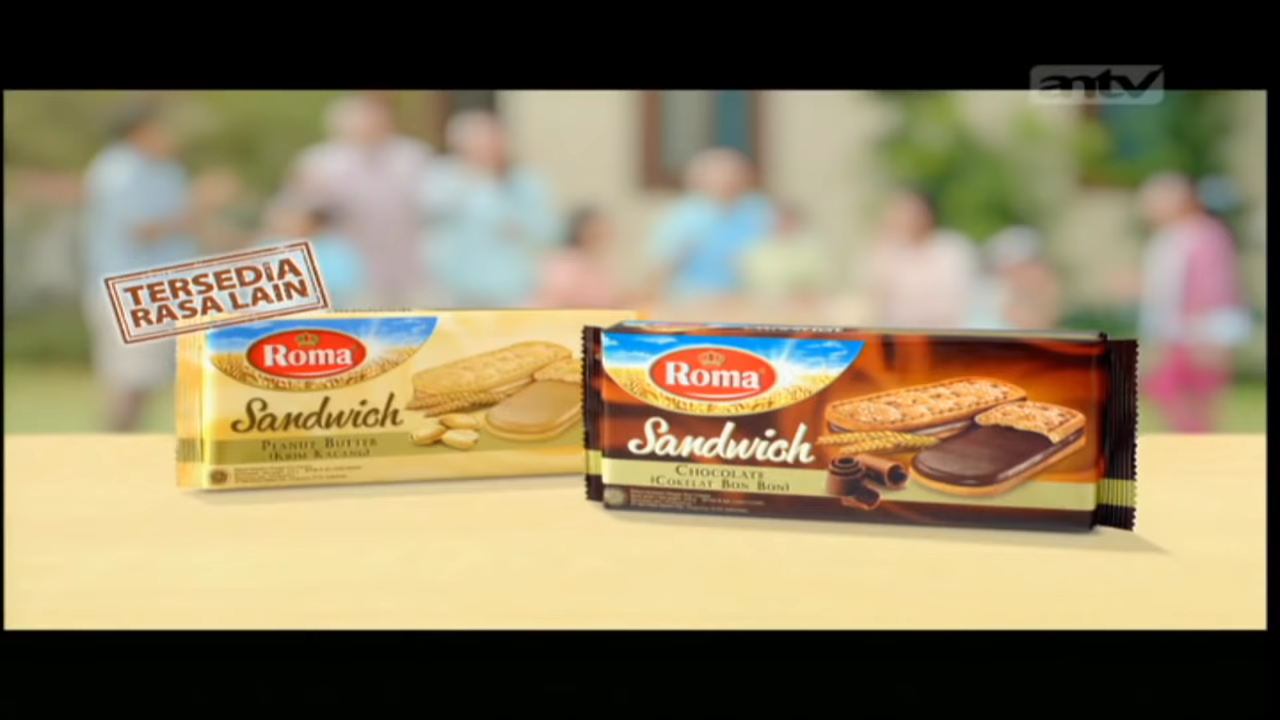 antv
TERSEDIA
RASA LAIN
Roma
Sandwich
PEANUT BUTTER
(KRIM KACANG)
Roma
Sandwich
CHOCOLATE
(COKELAT BON BON)